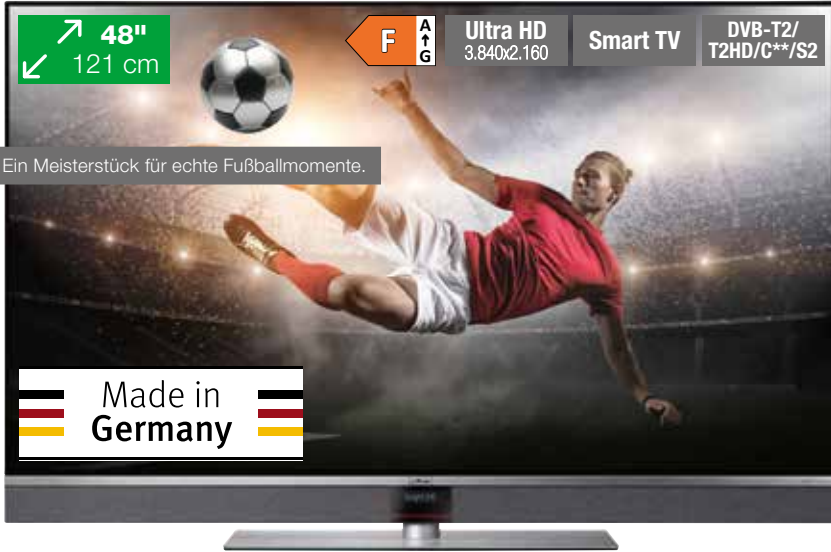 48"
121 cm
F
A
G
Ultra HD
3.840x2.160
Smart TV
DVB-T2/
T2HD/C**/S2
Ein Meisterstück für echte Fußballmomente.
Made in
Germany